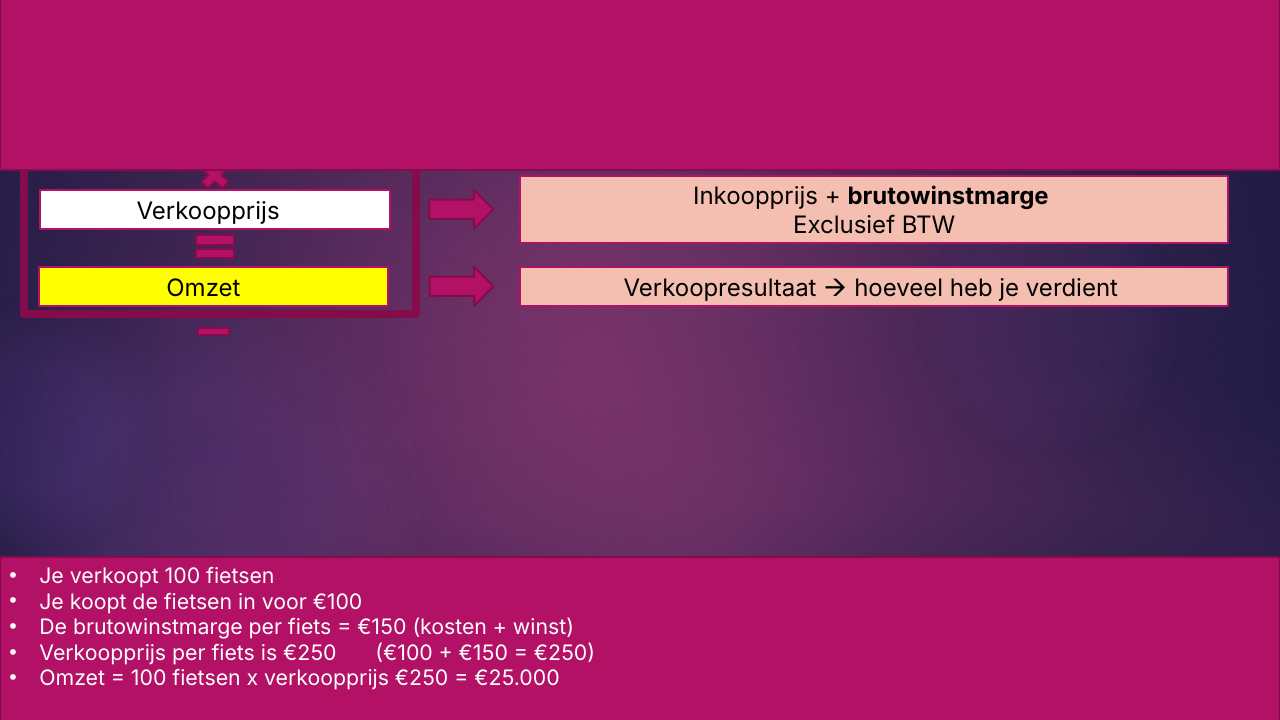 Verkoopprijs
Inkoopprijs + brutowinstmarge
Exclusief BTW
Omzet
Verkoopresultaat → hoeveel heb je verdient
• Je verkoopt 100 fietsen
• Je koopt de fietsen in voor €100
• De brutowinstmarge per fiets = €150 (kosten + winst)
• Verkoopprijs per fiets is €250 (€100 + €150 = €250)
• Omzet = 100 fietsen x verkoopprijs €250 = €25.000